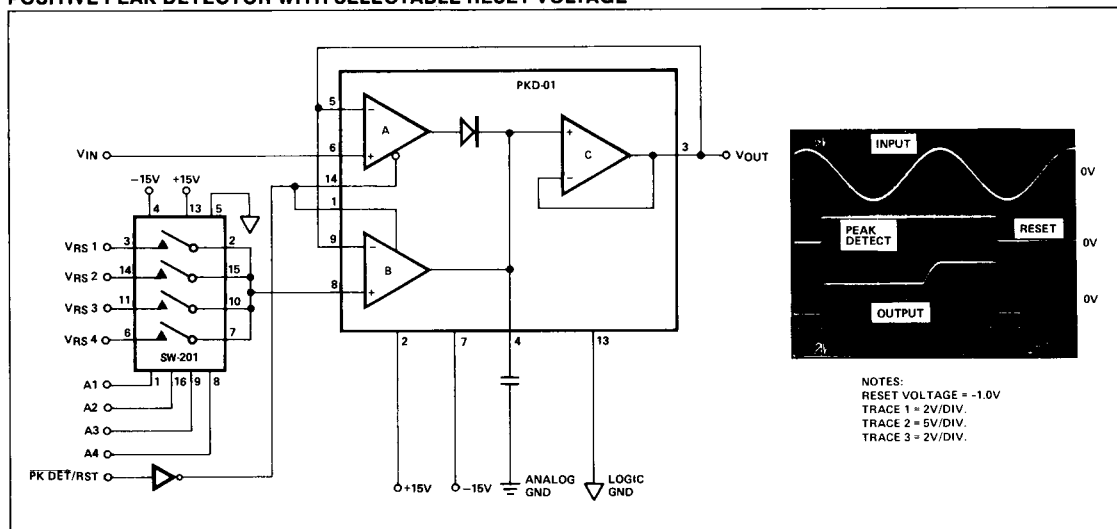 POSITIVE PEAK DETECTOR WITH SELECTABLE RESET VOLTAGE
PKD-01
5
−
A
6
+
14
1
9
−
B
8
+
+
C
−
3
VOUT
VIN
−15V
+15V
4
13
5
VRS 1
3
2
VRS 2
14
15
VRS 3
11
10
VRS 4
6
7
SW-201
1
16
9
8
A1
A2
A3
A4
PK DET/RST
2
7
4
13
+15V
−15V
ANALOG
GND
LOGIC
GND
INPUT
0V
PEAK
DETECT
RESET
0V
OUTPUT
0V
NOTES:
RESET VOLTAGE = -1.0V
TRACE 1 = 2V/DIV.
TRACE 2 = 5V/DIV.
TRACE 3 = 2V/DIV.